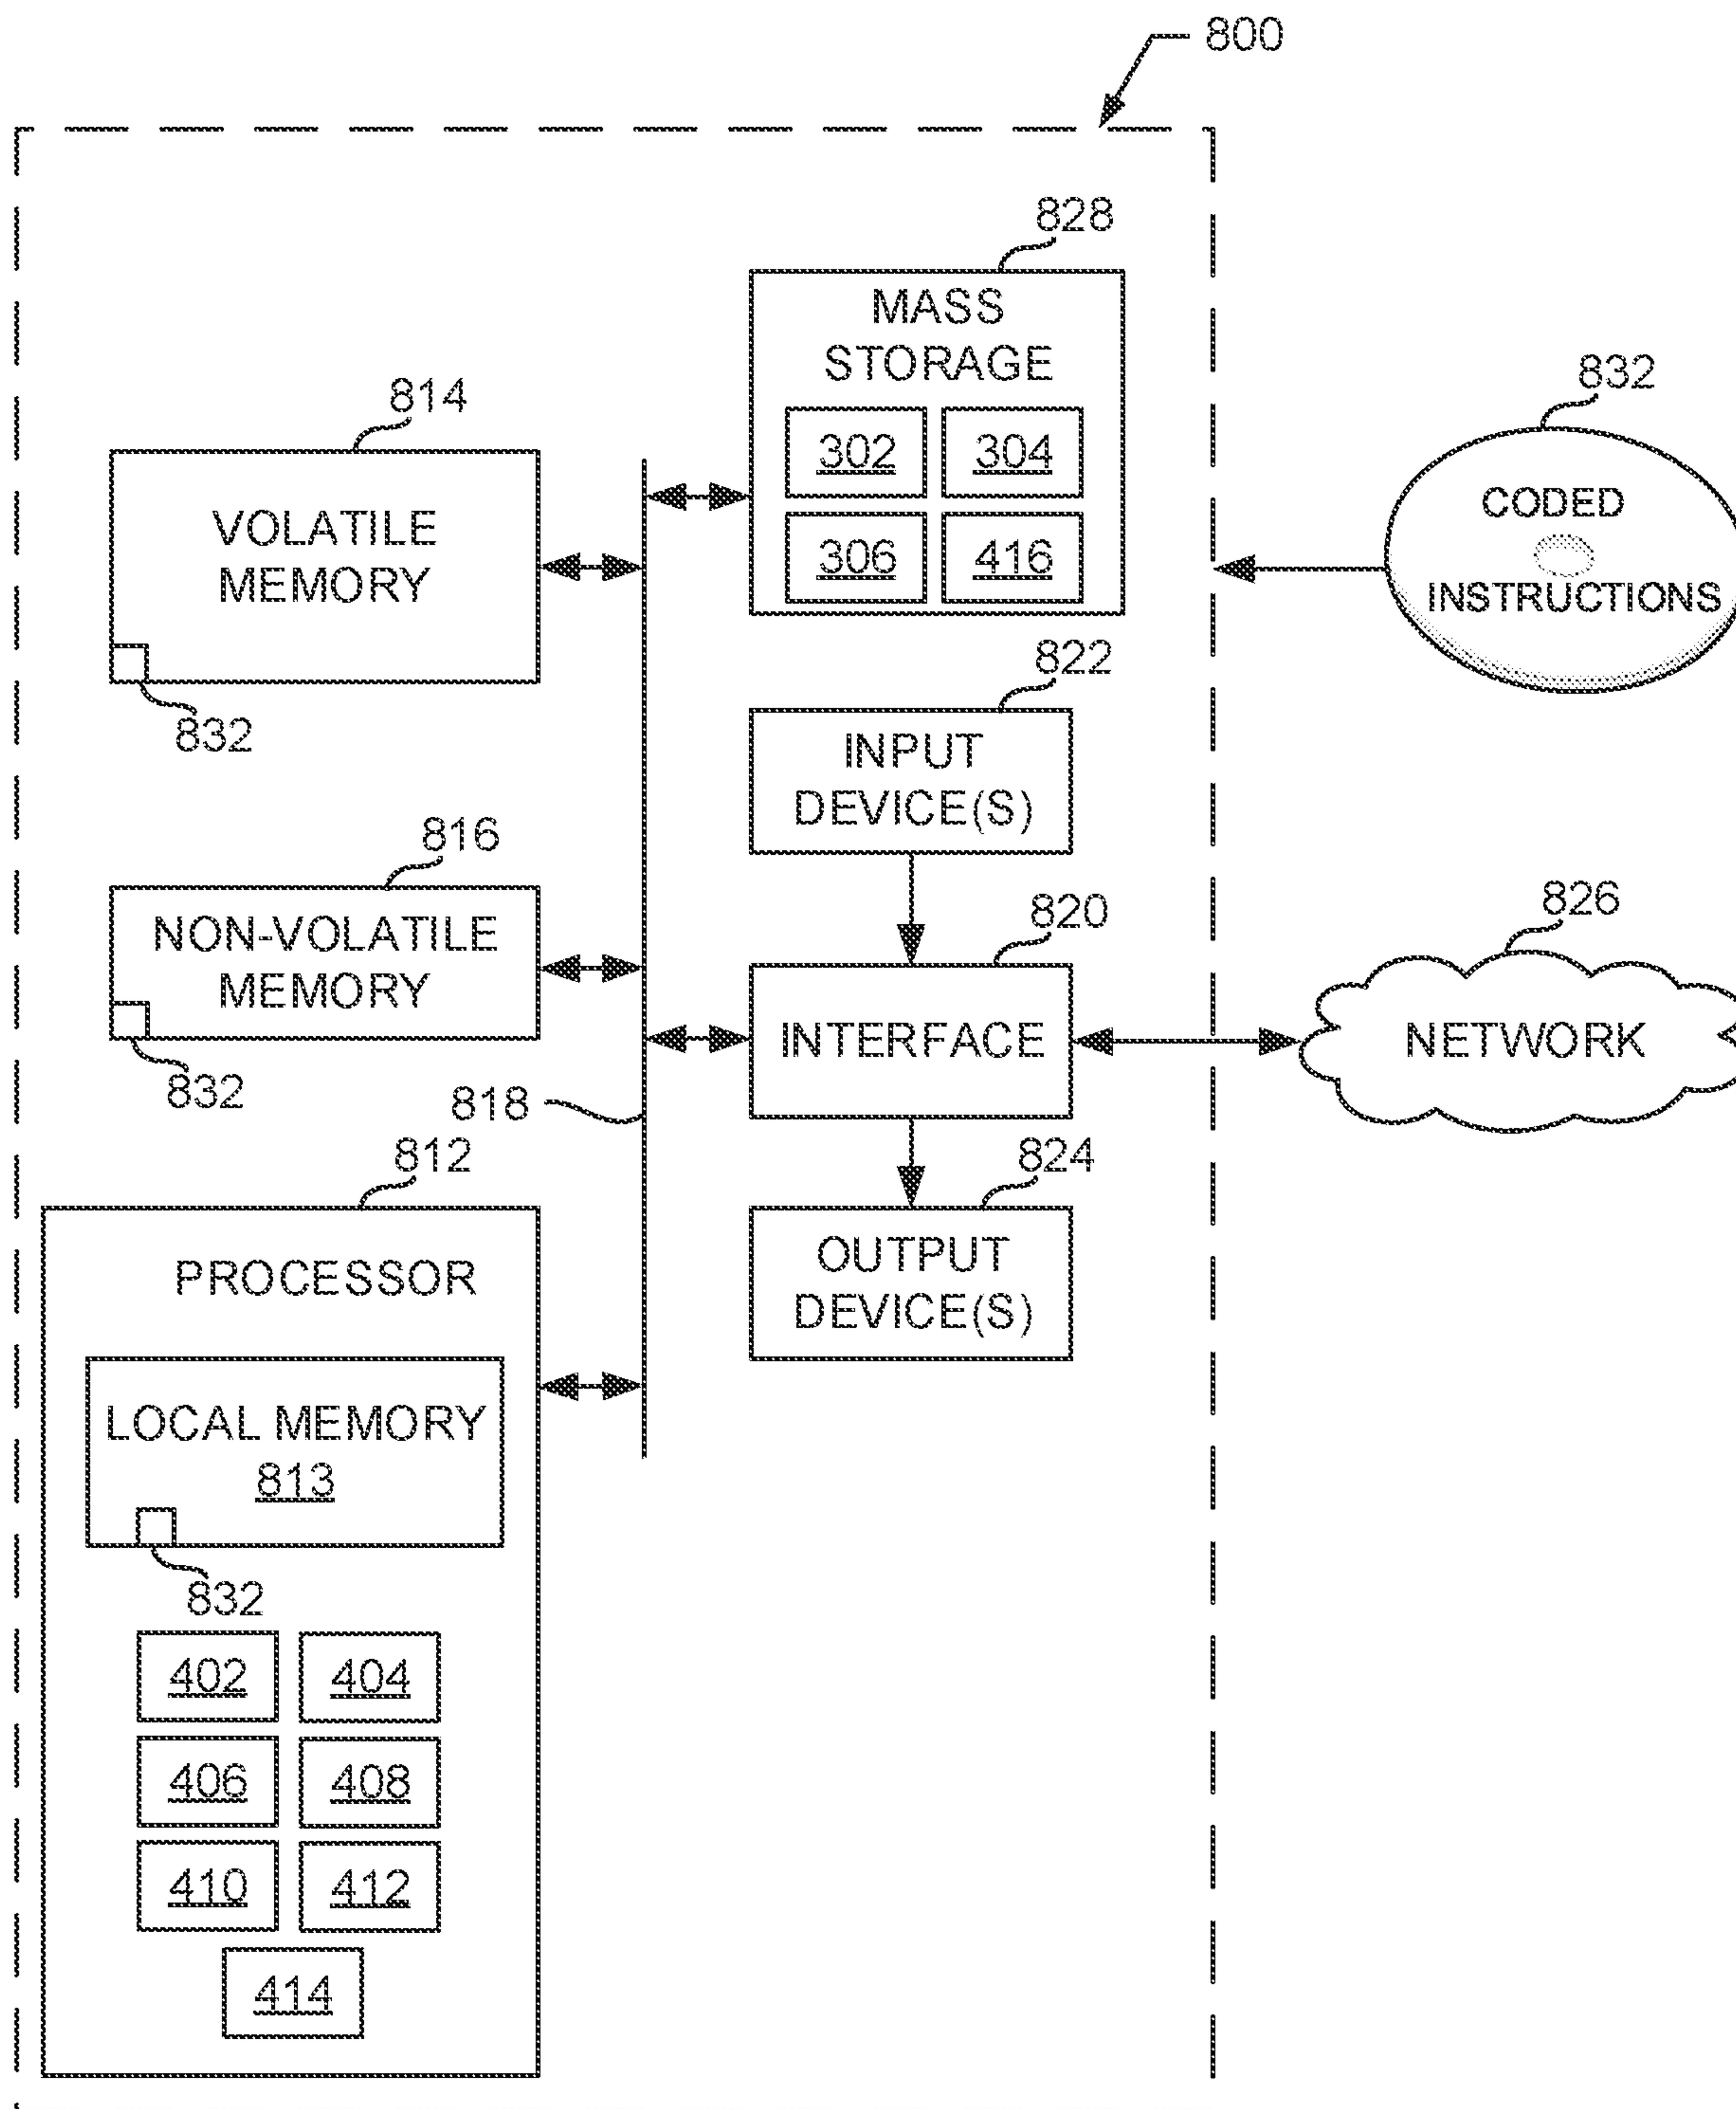 800
828
MASS
STORAGE
302 304
306 416
814
VOLATILE
MEMORY
832
832
CODED
INSTRUCTIONS
822
INPUT
DEVICE(S)
816
NON-VOLATILE
MEMORY
832
820
INTERFACE
826
NETWORK
818
824
OUTPUT
DEVICE(S)
812
PROCESSOR
LOCAL MEMORY
813
832
402 404
406 408
410 412
414